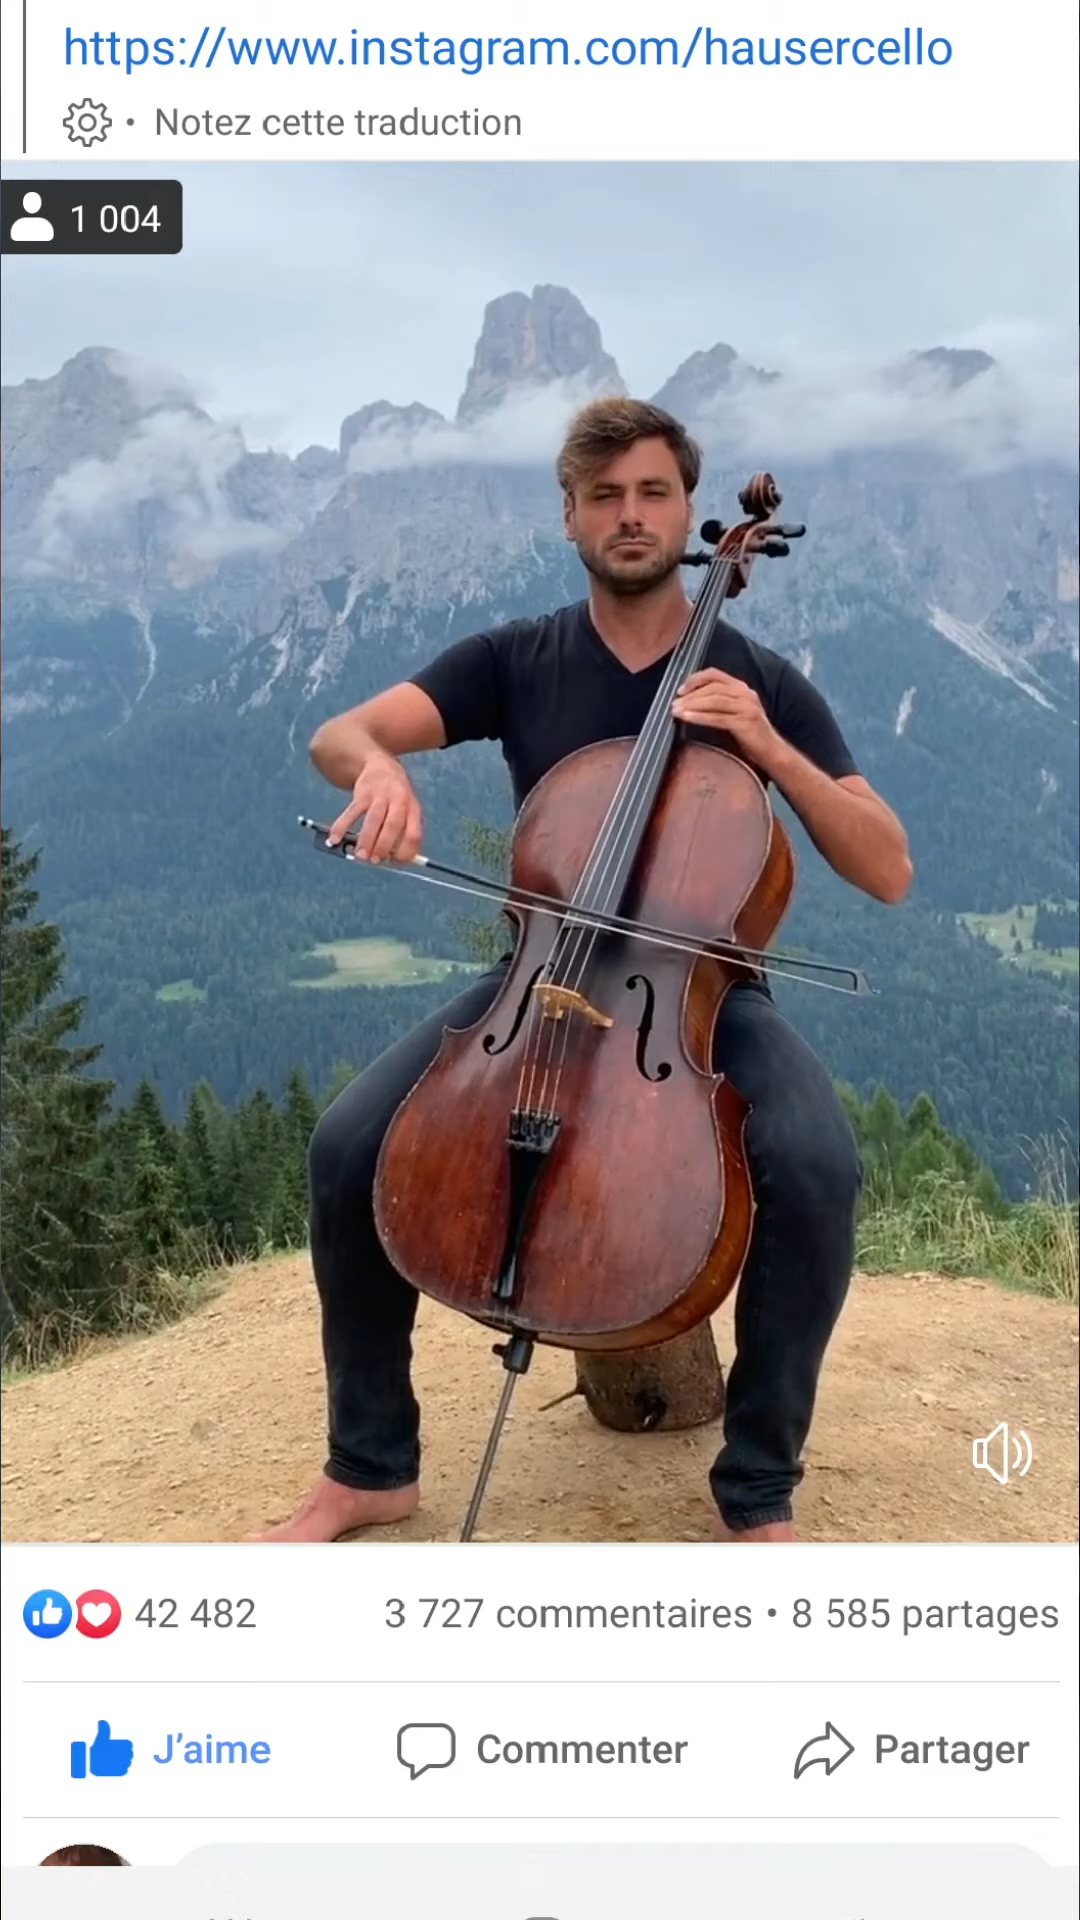 https://www.instagram.com/hausercello
• Notez cette traduction
1 004
42 482 3 727 commentaires • 8 585 partages
J’aime Commenter Partager